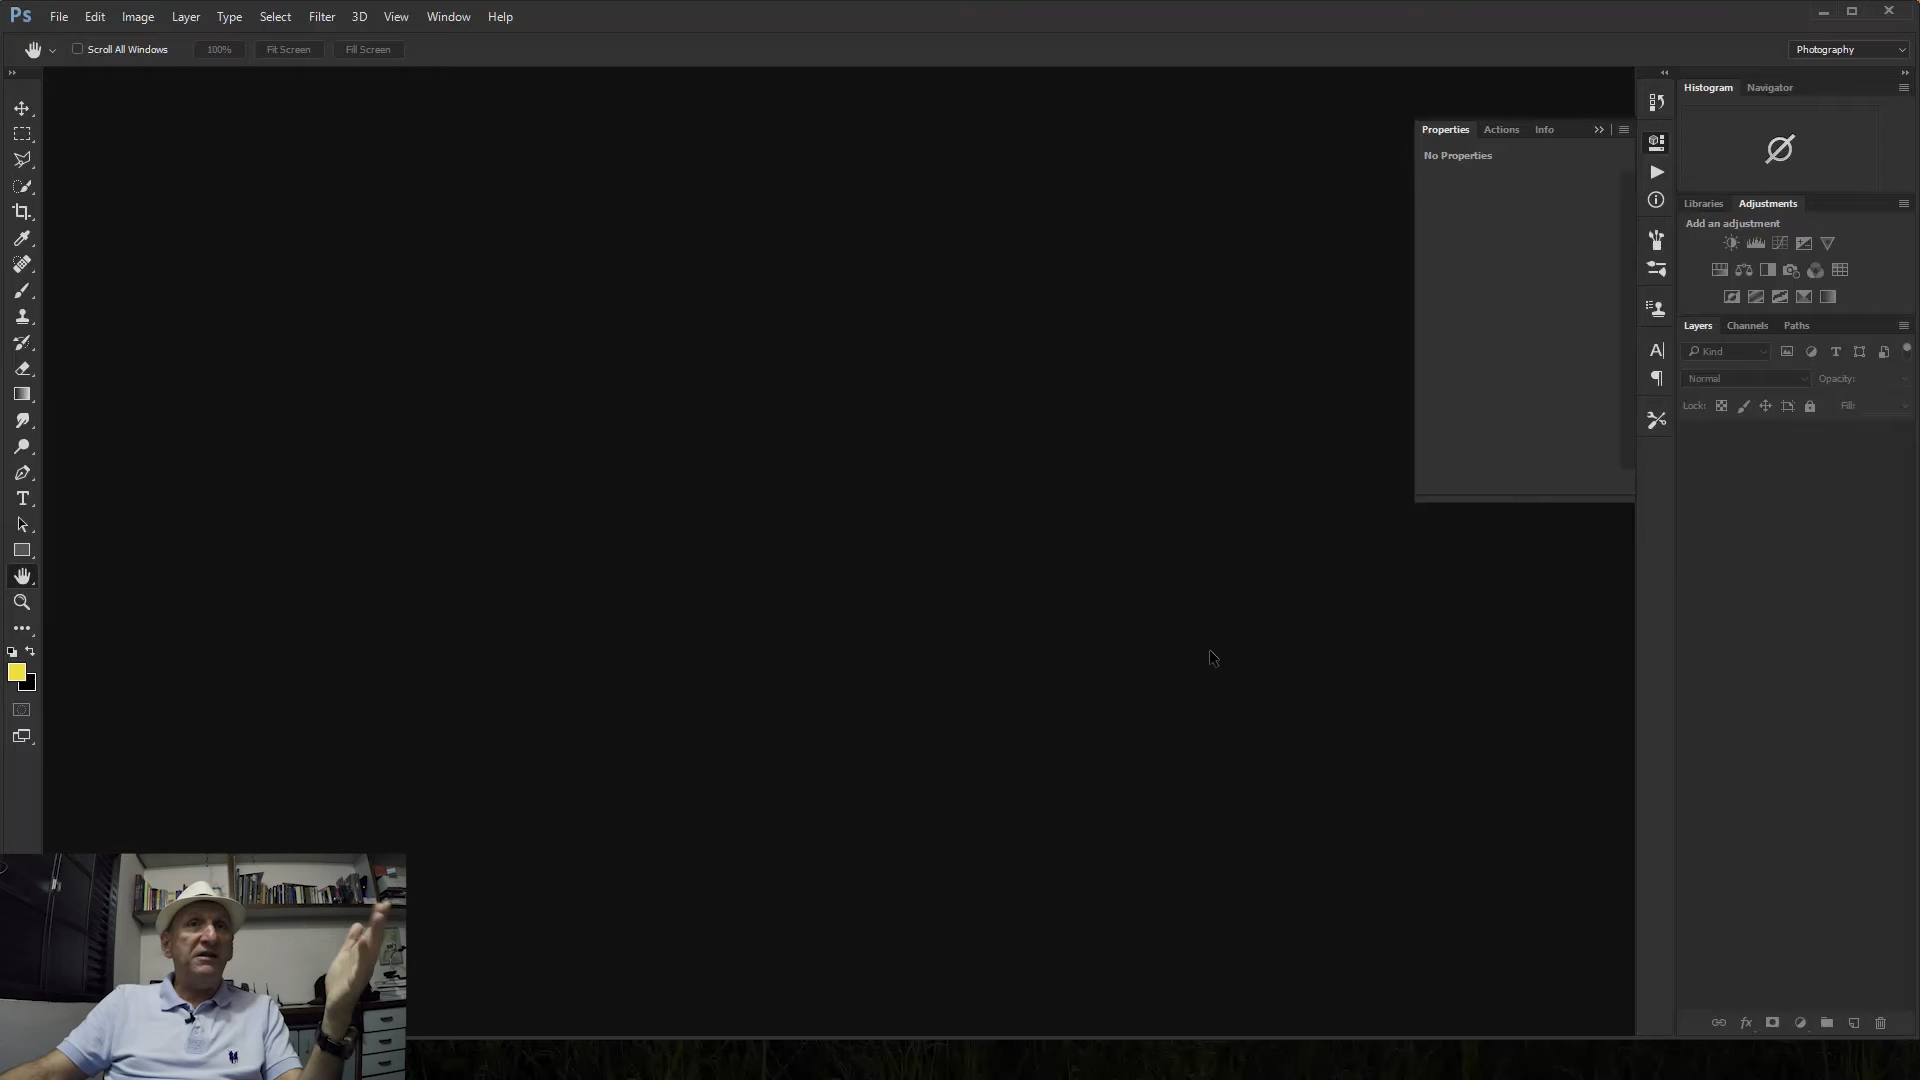 Ps File Edit Image Layer Type Select Filter 3D View Window Help
Scroll All Windows 100% Fit Screen Fill Screen Photography
Histogram Navigator
Properties Actions Info
No Properties
Libraries Adjustments
Add an adjustment
Layers Channels Paths
Kind
Normal Opacity:
Lock: Fill: